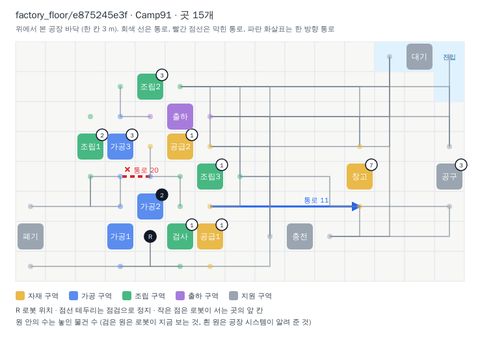 factory_floor/e875245e3f · Camp91 · 곳 15개
위에서 본 공장 바닥 (한 칸 3 m). 회색 선은 통로, 빨간 점선은 막힌 통로, 파란 화살표는 한 방향 통로
대기
전립
조립2 3
출하
조립1 2
가공3 3
공급2 1
✕ 통로 20
조립3 1
창고 7
공구 3
가공2 2
통로 11
폐기
가공1
R
검사 1
공급1 1
충전
자재 구역
가공 구역
조립 구역
출하 구역
지원 구역
R 로봇 위치 · 점선 테두리는 점검으로 정지 · 작은 점은 로봇이 서는 곳의 앞 칸
원 안의 수는 놓인 물건 수 (검은 원은 로봇이 지금 보는 것, 흰 원은 공장 시스템이 알려 준 것)